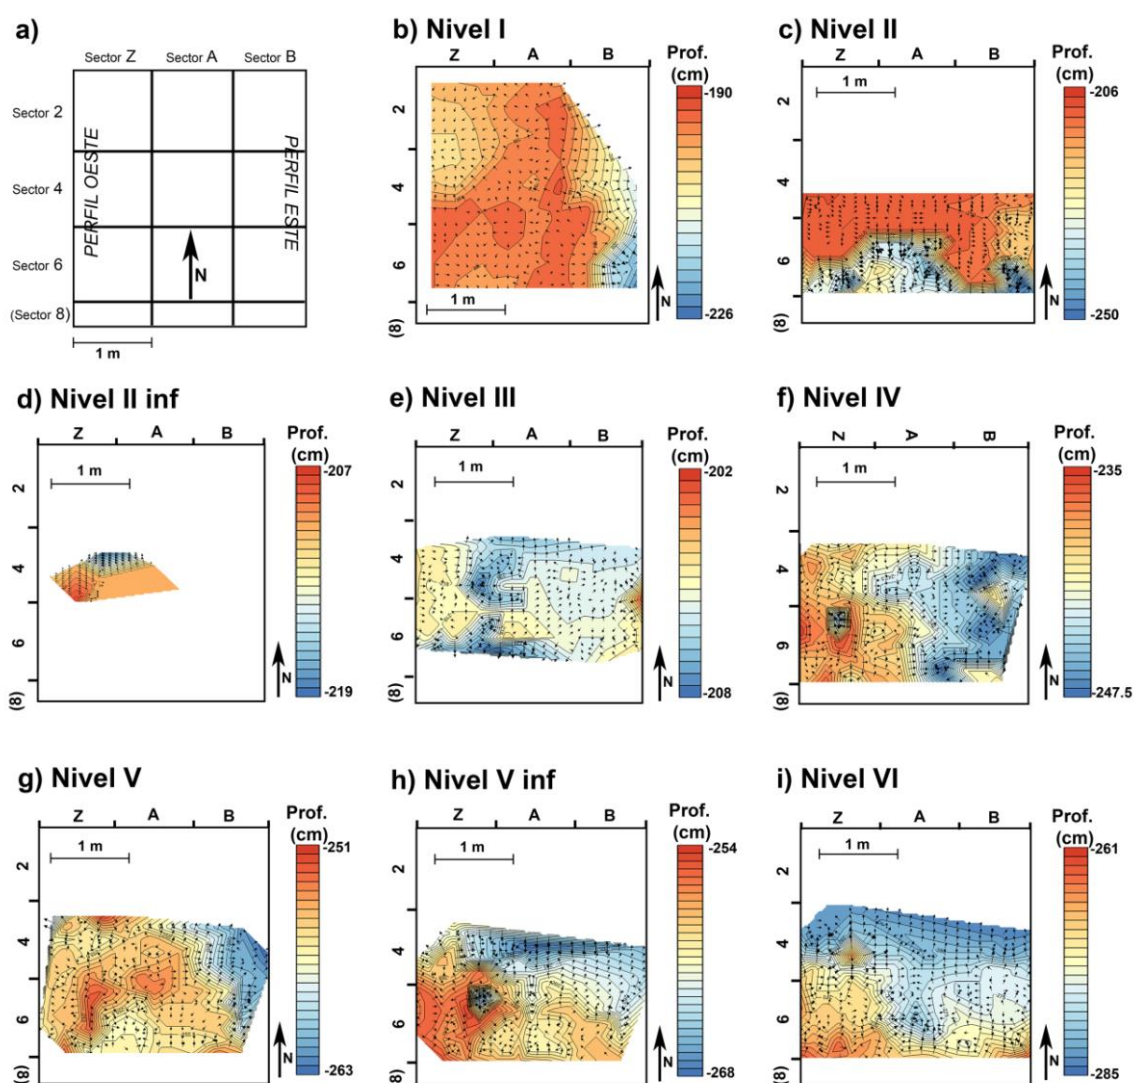 a)
Sector Z Sector A Sector B
Sector 2
Sector 4
Sector 6
(Sector 8)
PERFIL OESTE
PERFIL ESTE
N
1 m
b) Nivel I
Z A B
2
4
6
(8)
1 m
N
Prof.
(cm)
-190
-226
c) Nivel II
Z A B
1 m
2
4
6
(8)
N
Prof.
(cm)
-206
-250
d) Nivel II inf
Z A B
1 m
2
4
6
(8)
N
Prof.
(cm)
-207
-219
e) Nivel III
Z A B
1 m
2
4
6
(8)
N
Prof.
(cm)
-202
-208
f) Nivel IV
Z A B
1 m
2
4
6
(8)
N
Prof.
(cm)
-235
-247.5
g) Nivel V
Z A B
1 m
2
4
6
(8)
N
Prof.
(cm)
-251
-263
h) Nivel V inf
Z A B
1 m
2
4
6
(8)
N
Prof.
(cm)
-254
-268
i) Nivel VI
Z A B
1 m
2
4
6
(8)
N
Prof.
(cm)
-261
-285